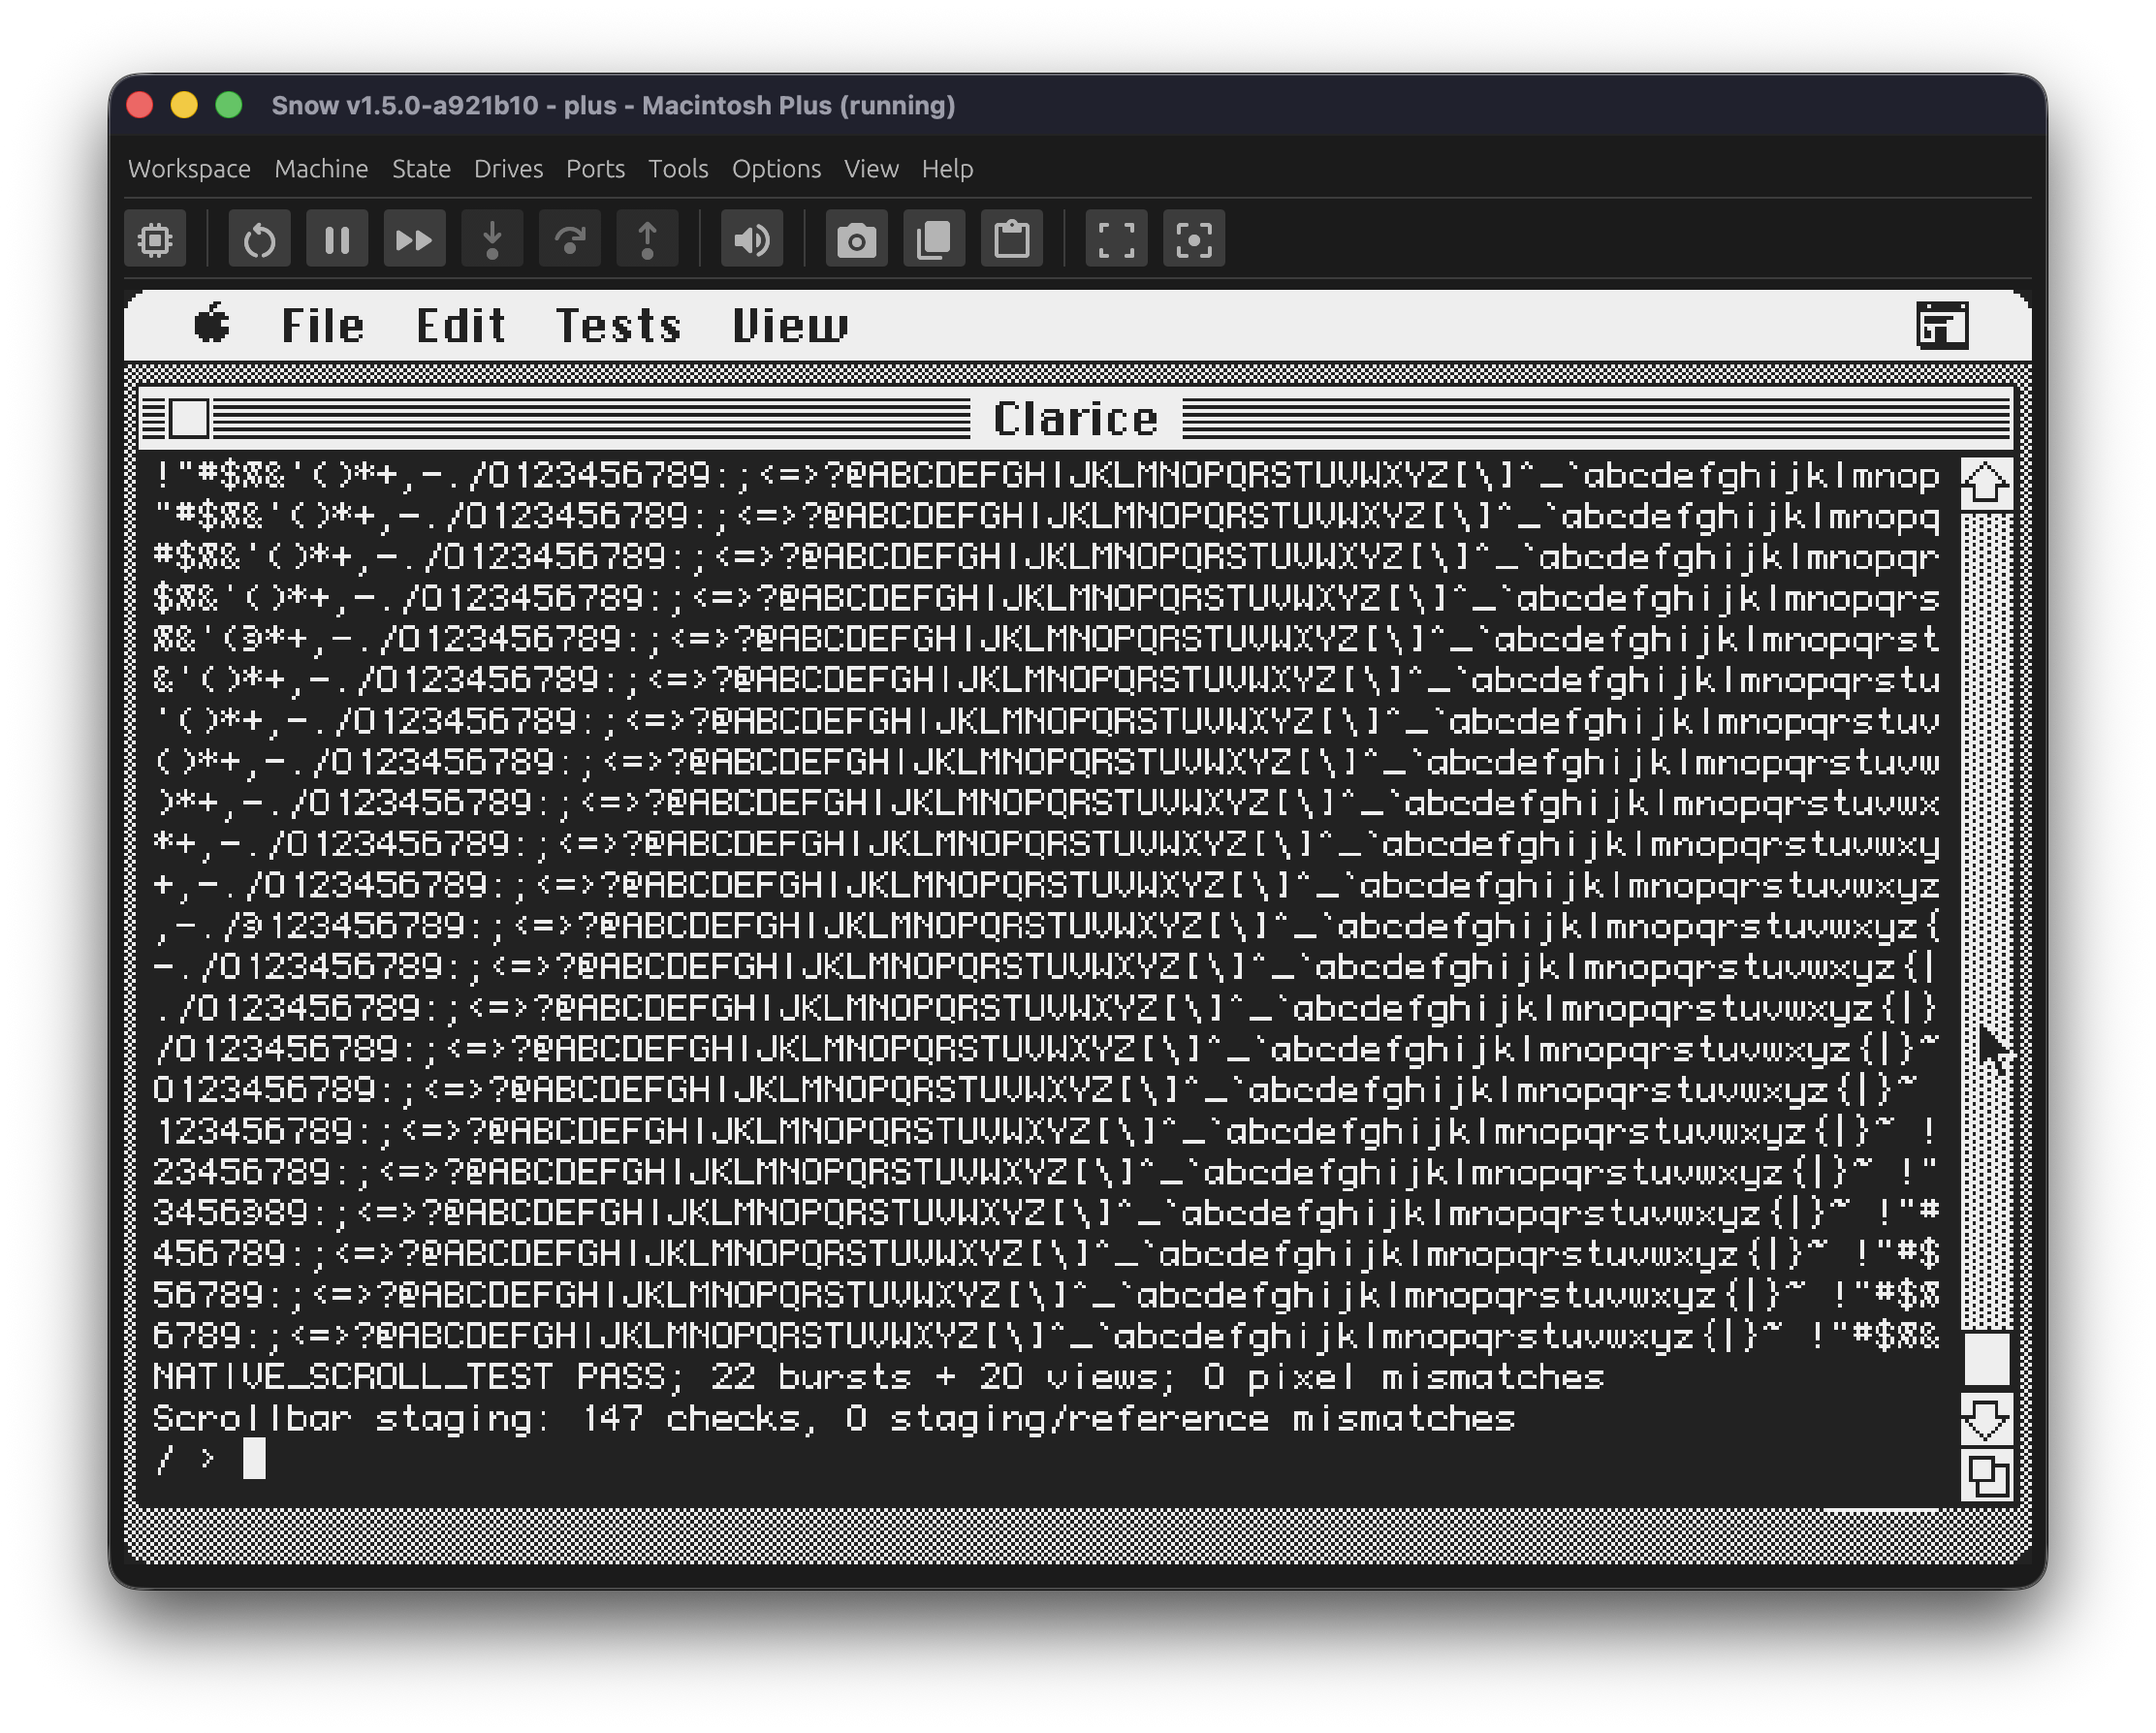 Snow v1.5.0-a921b10 - plus - Macintosh Plus (running)
Workspace Machine State Drives Ports Tools Options View Help
File Edit Tests View
Clarice
!"#$%&'()*+,-./0123456789:;<=>?@ABCDEFGHIJKLMNOPQRSTUVWXYZ[\]^_`abcdefghijklmnop
"#$%&'()*+,-./0123456789:;<=>?@ABCDEFGHIJKLMNOPQRSTUVWXYZ[\]^_`abcdefghijklmnopq
#$%&'()*+,-./0123456789:;<=>?@ABCDEFGHIJKLMNOPQRSTUVWXYZ[\]^_`abcdefghijklmnopqr
$%&'()*+,-./0123456789:;<=>?@ABCDEFGHIJKLMNOPQRSTUVWXYZ[\]^_`abcdefghijklmnopqrs
%&'(3*+,-./0123456789:;<=>?@ABCDEFGHIJKLMNOPQRSTUVWXYZ[\]^_`abcdefghijklmnopqrst
&'()*+,-./0123456789:;<=>?@ABCDEFGHIJKLMNOPQRSTUVWXYZ[\]^_`abcdefghijklmnopqrstu
'()*+,-./0123456789:;<=>?@ABCDEFGHIJKLMNOPQRSTUVWXYZ[\]^_`abcdefghijklmnopqrstuv
()*+,-./0123456789:;<=>?@ABCDEFGHIJKLMNOPQRSTUVWXYZ[\]^_`abcdefghijklmnopqrstuvw
)*+,-./0123456789:;<=>?@ABCDEFGHIJKLMNOPQRSTUVWXYZ[\]^_`abcdefghijklmnopqrstuvwx
*+,-./0123456789:;<=>?@ABCDEFGHIJKLMNOPQRSTUVWXYZ[\]^_`abcdefghijklmnopqrstuvwxy
+,-./0123456789:;<=>?@ABCDEFGHIJKLMNOPQRSTUVWXYZ[\]^_`abcdefghijklmnopqrstuvwxyz
,-./3123456789:;<=>?@ABCDEFGHIJKLMNOPQRSTUVWXYZ[\]^_`abcdefghijklmnopqrstuvwxyz{
-./0123456789:;<=>?@ABCDEFGHIJKLMNOPQRSTUVWXYZ[\]^_`abcdefghijklmnopqrstuvwxyz{|
./0123456789:;<=>?@ABCDEFGHIJKLMNOPQRSTUVWXYZ[\]^_`abcdefghijklmnopqrstuvwxyz{|}
/0123456789:;<=>?@ABCDEFGHIJKLMNOPQRSTUVWXYZ[\]^_`abcdefghijklmnopqrstuvwxyz{|}~
0123456789:;<=>?@ABCDEFGHIJKLMNOPQRSTUVWXYZ[\]^_`abcdefghijklmnopqrstuvwxyz{|}~
123456789:;<=>?@ABCDEFGHIJKLMNOPQRSTUVWXYZ[\]^_`abcdefghijklmnopqrstuvwxyz{|}~ !
23456789:;<=>?@ABCDEFGHIJKLMNOPQRSTUVWXYZ[\]^_`abcdefghijklmnopqrstuvwxyz{|}~ !"
3456389:;<=>?@ABCDEFGHIJKLMNOPQRSTUVWXYZ[\]^_`abcdefghijklmnopqrstuvwxyz{|}~ !"#
456789:;<=>?@ABCDEFGHIJKLMNOPQRSTUVWXYZ[\]^_`abcdefghijklmnopqrstuvwxyz{|}~ !"#$
56789:;<=>?@ABCDEFGHIJKLMNOPQRSTUVWXYZ[\]^_`abcdefghijklmnopqrstuvwxyz{|}~ !"#$%
6789:;<=>?@ABCDEFGHIJKLMNOPQRSTUVWXYZ[\]^_`abcdefghijklmnopqrstuvwxyz{|}~ !"#$%&
NATIVE_SCROLL_TEST PASS; 22 bursts + 20 views; 0 pixel mismatches
Scrollbar staging: 147 checks, 0 staging/reference mismatches
/ >